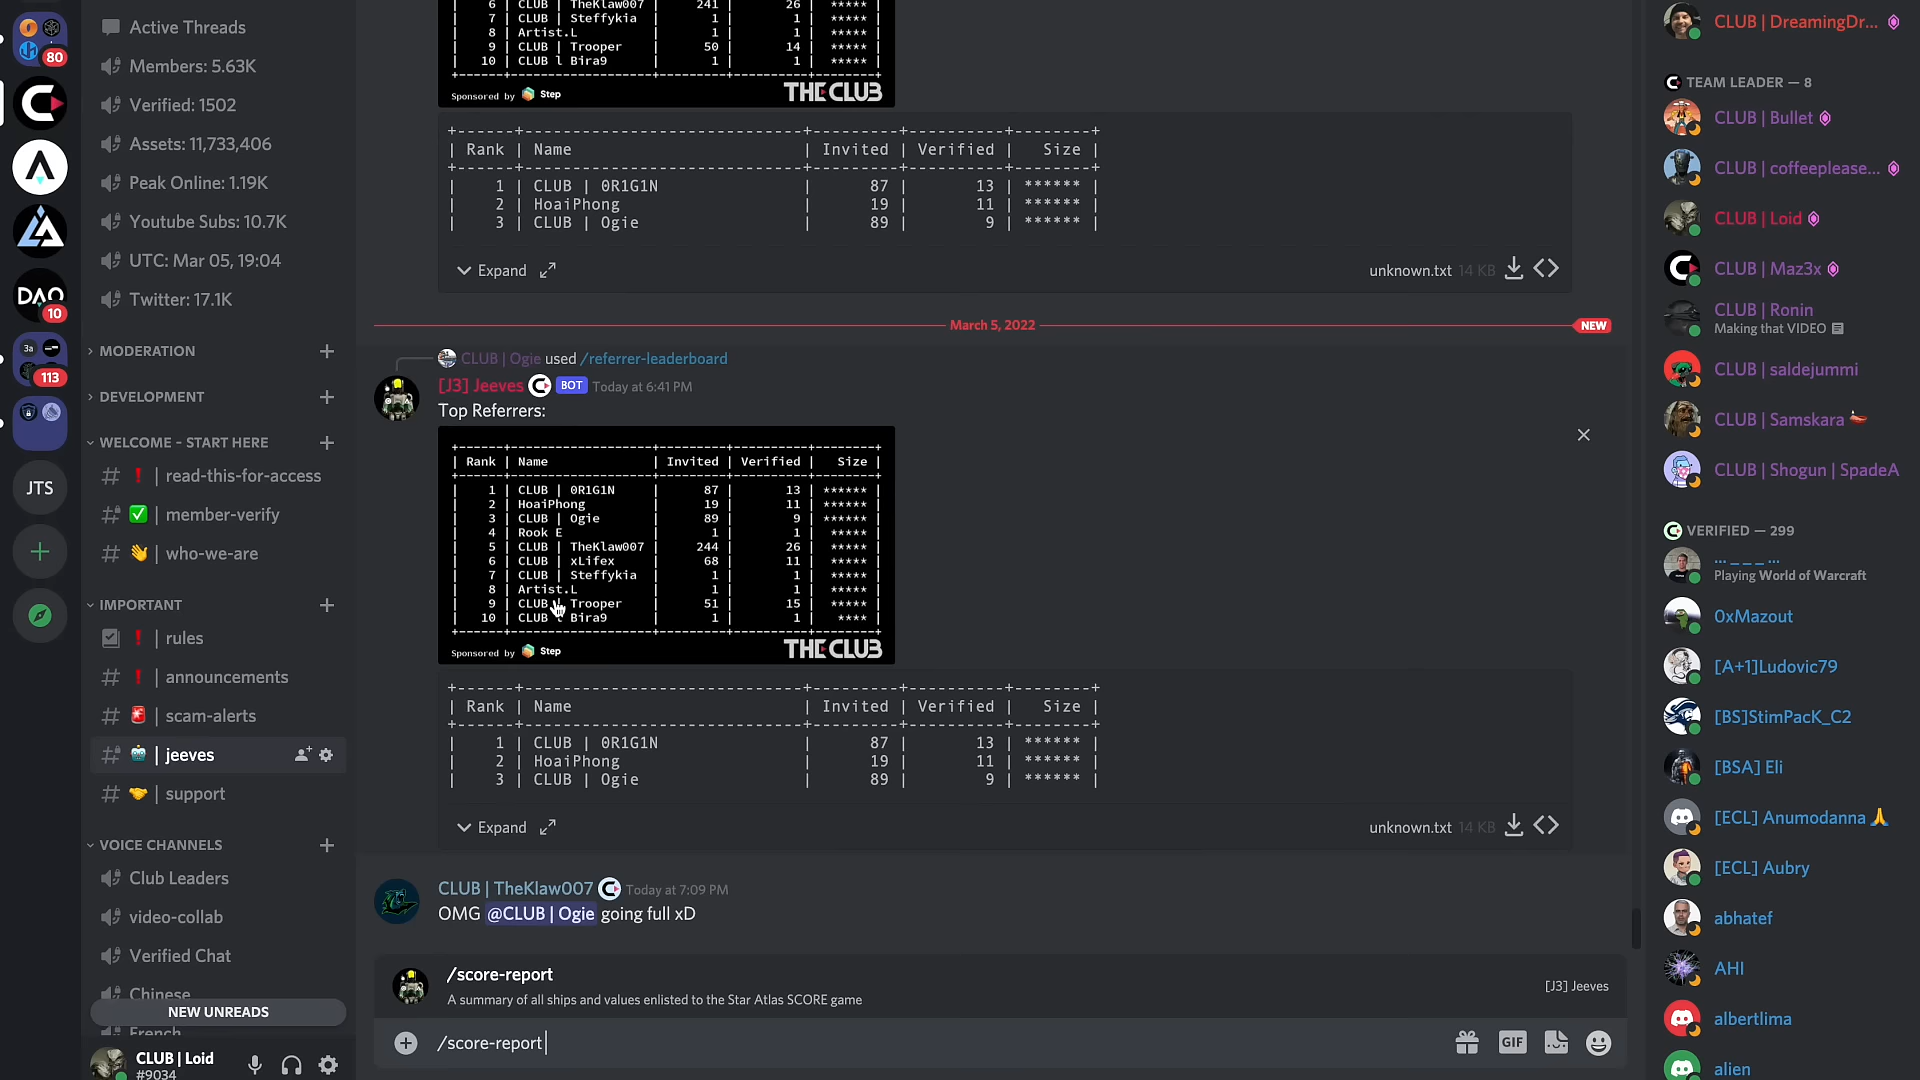 80
DAO
10
3a
113
JTS
Active Threads
Members: 5.63K
Verified: 1502
Assets: 11,733,406
Peak Online: 1.19K
Youtube Subs: 10.7K
UTC: Mar 05, 19:04
Twitter: 17.1K
MODERATION
DEVELOPMENT
WELCOME - START HERE
| read-this-for-access
| member-verify
| who-we-are
IMPORTANT
| rules
| announcements
| scam-alerts
| jeeves
| support
VOICE CHANNELS
Club Leaders
video-collab
Verified Chat
Chinese
NEW UNREADS
French
CLUB | Loid
#9034
| 6 | CLUB | TheKlaw007 | 241 | 26 | ***** |
| 7 | CLUB | Steffykia | 1 | 1 | ***** |
| 8 | Artist.L | 1 | 1 | ***** |
| 9 | CLUB | Trooper | 50 | 14 | ***** |
| 10 | CLUB l Bira9 | 1 | 1 | ***** |
Sponsored by Step THE CLUB
| Rank | Name | Invited | Verified | Size |
| 1 | CLUB | 0R1G1N | 87 | 13 | ****** |
| 2 | HoaiPhong | 19 | 11 | ****** |
| 3 | CLUB | Ogie | 89 | 9 | ****** |
Expand unknown.txt 14 KB
March 5, 2022 NEW
CLUB | Ogie used /referrer-leaderboard
[J3] Jeeves BOT Today at 6:41 PM
Top Referrers:
| Rank | Name | Invited | Verified | Size |
| 1 | CLUB | 0R1G1N | 87 | 13 | ****** |
| 2 | HoaiPhong | 19 | 11 | ****** |
| 3 | CLUB | Ogie | 89 | 9 | ****** |
| 4 | Rook E | 1 | 1 | ***** |
| 5 | CLUB | TheKlaw007 | 244 | 26 | ***** |
| 6 | CLUB | xLifex | 68 | 11 | ***** |
| 7 | CLUB | Steffykia | 1 | 1 | ***** |
| 8 | Artist.L | 1 | 1 | ***** |
| 9 | CLUB | Trooper | 51 | 15 | ***** |
| 10 | CLUB l Bira9 | 1 | 1 | **** |
Sponsored by Step THE CLUB
| Rank | Name | Invited | Verified | Size |
| 1 | CLUB | 0R1G1N | 87 | 13 | ****** |
| 2 | HoaiPhong | 19 | 11 | ****** |
| 3 | CLUB | Ogie | 89 | 9 | ****** |
Expand unknown.txt 14 KB
CLUB | TheKlaw007 Today at 7:09 PM
OMG @CLUB | Ogie going full xD
/score-report
A summary of all ships and values enlisted to the Star Atlas SCORE game
[J3] Jeeves
/score-report
GIF
CLUB | DreamingDr...
TEAM LEADER — 8
CLUB | Bullet
CLUB | coffeeplease...
CLUB | Loid
CLUB | Maz3x
CLUB | Ronin
Making that VIDEO
CLUB | saldejummi
CLUB | Samskara
CLUB | Shogun | SpadeA
VERIFIED — 299
... _ _ _ ...
Playing World of Warcraft
0xMazout
[A+1]Ludovic79
[BS]StimPacK_C2
[BSA] Eli
[ECL] Anumodanna
[ECL] Aubry
abhatef
AHI
albertlima
alien